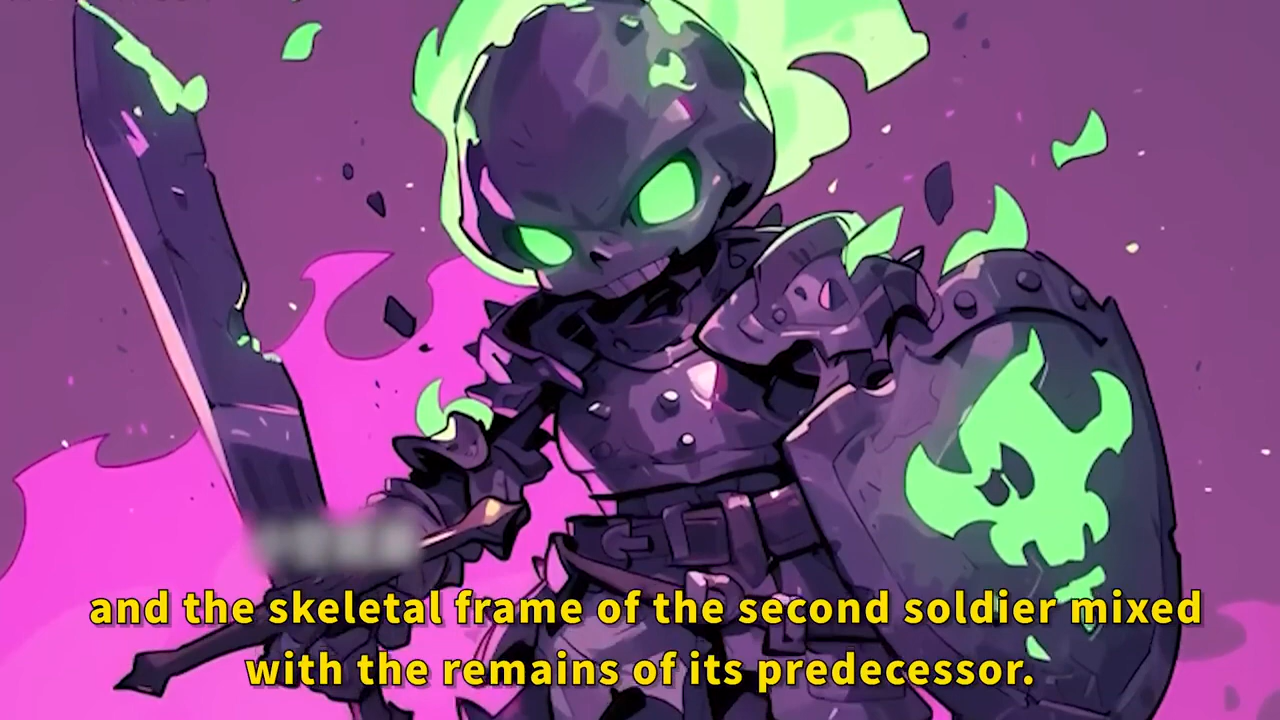 and the skeletal frame of the second soldier mixed
with the remains of its predecessor.